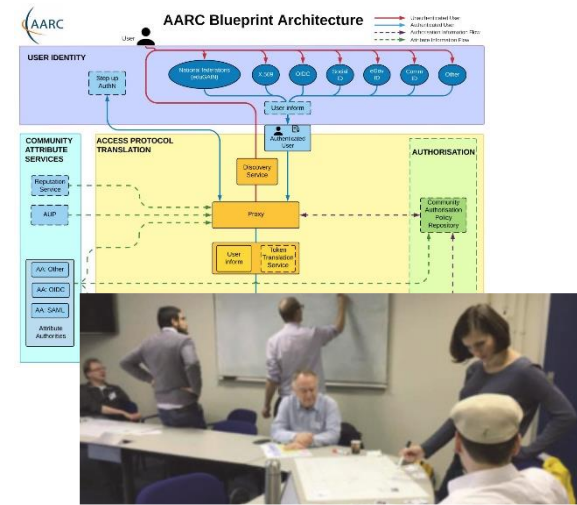 AARC
AARC Blueprint Architecture
Unauthenticated User
Authenticated User
Authorisation Information Flow
Attribute Information Flow
User
USER IDENTITY
Step up
AuthN
National federations
(eduGAIN)
X.509
OIDC
Social
ID
eGov
ID
Comm
ID
Other
User inform
Authenticated
User
COMMUNITY
ATTRIBUTE
SERVICES
ACCESS PROTOCOL
TRANSLATION
AUTHORISATION
Discovery
Service
Reputation
Service
AUP
Proxy
Community
Authorisation
Policy
Repository
User
Inform
Token
Translation
Service
AA: Other
AA: OIDC
AA: SAML
Attribute
Authorities